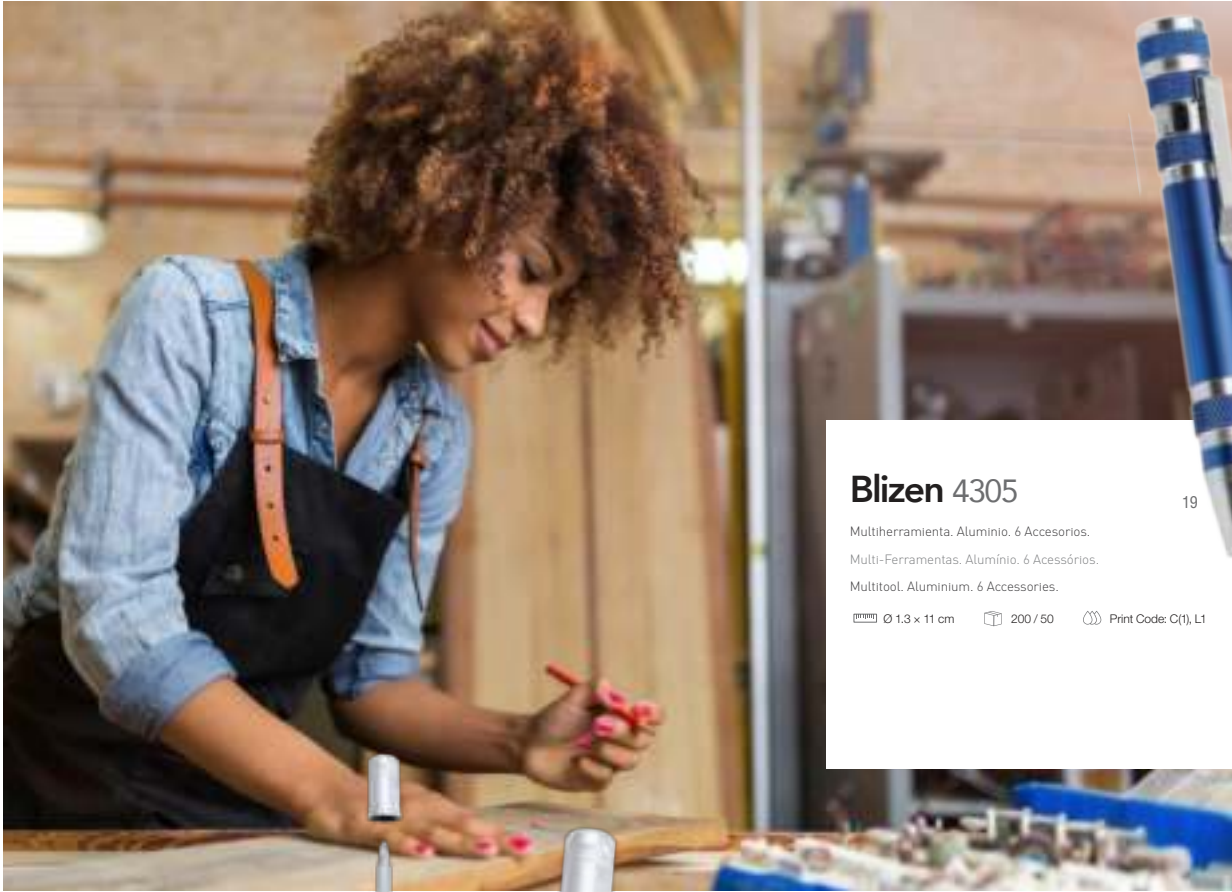 Blizen 4305
19
Multiherramienta. Aluminio. 6 Accesorios.
Multi-Ferramentas. Alumínio. 6 Acessórios.
Multitool. Aluminium. 6 Accessories.
Ø 1.3 × 11 cm 200 / 50 Print Code: C(1), L1